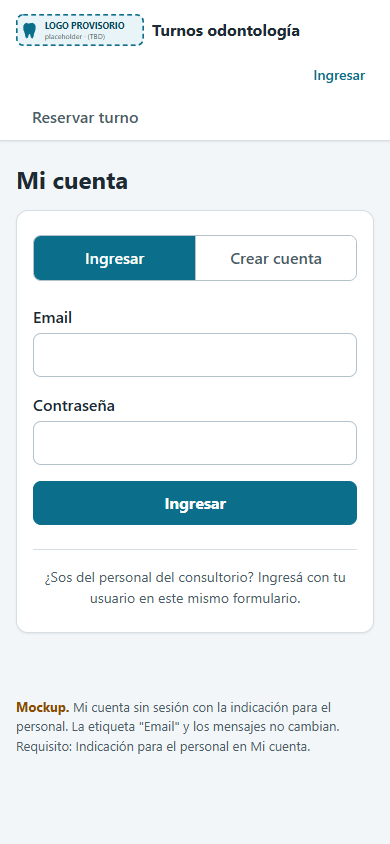 LOGO PROVISORIO
placeholder · (TBD)
Turnos odontología
Ingresar
Reservar turno
Mi cuenta
Ingresar
Crear cuenta
Email
Contraseña
Ingresar
¿Sos del personal del consultorio? Ingresá con tu
usuario en este mismo formulario.
Mockup. Mi cuenta sin sesión con la indicación para el
personal. La etiqueta "Email" y los mensajes no cambian.
Requisito: Indicación para el personal en Mi cuenta.